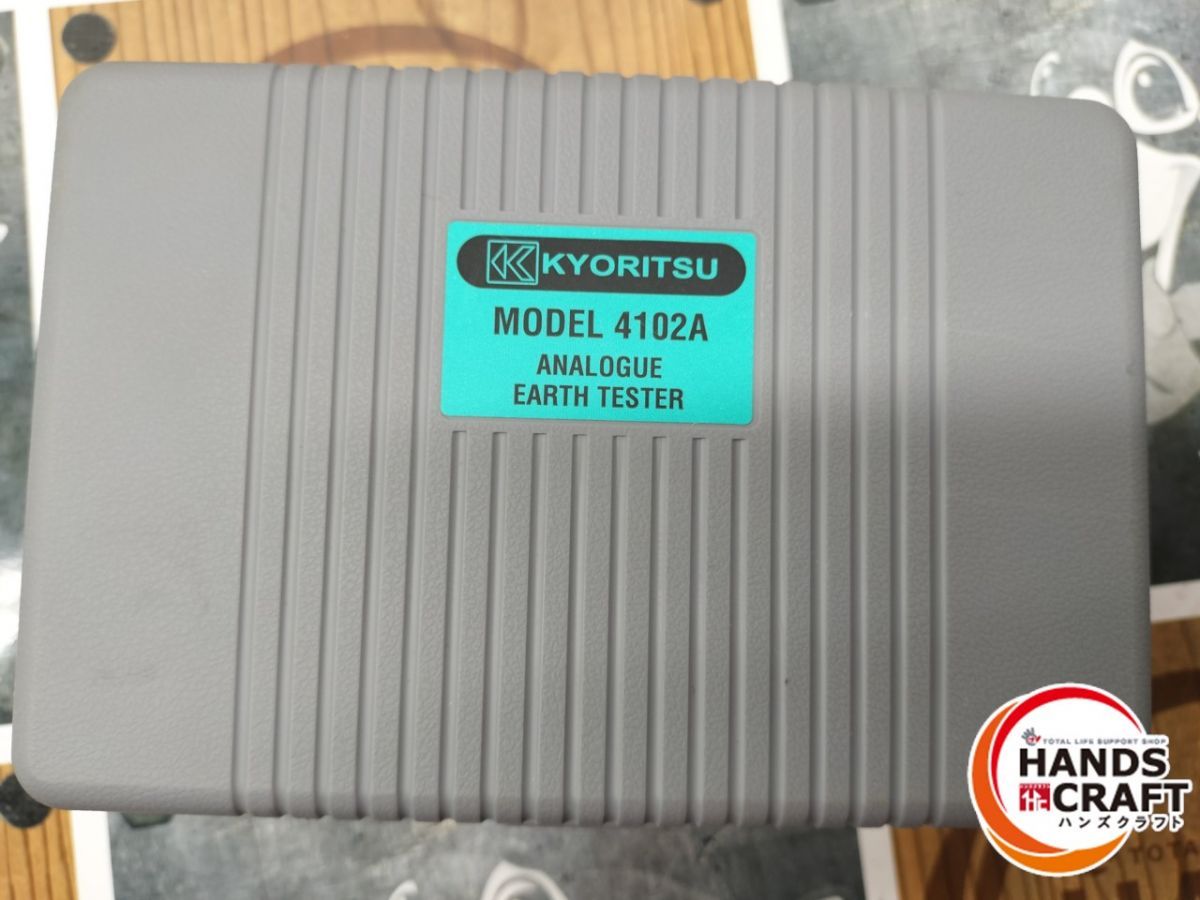 KYORITSU
MODEL 4102A
ANALOGUE
EARTH TESTER
TOTAL LIFE SUPPORT SHOP
HANDS
CRAFT
ハンズクラフト
TOTA